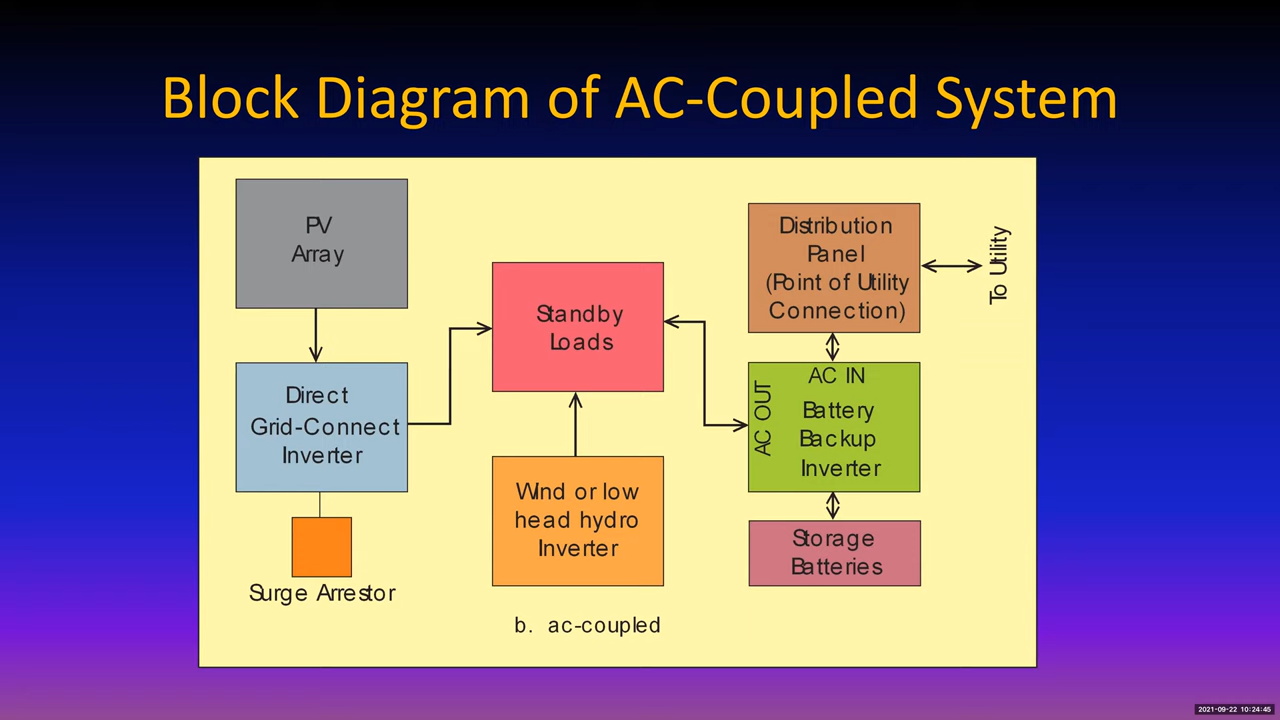 Block Diagram of AC-Coupled System
PV
Array
Direct
Grid-Connect
Inverter
Surge Arrestor
Standby
Loads
Wind or low
head hydro
Inverter
b. ac-coupled
Distribution
Panel
(Point of Utility
Connection)
To Utility
AC IN
AC OUT
Battery
Backup
Inverter
Storage
Batteries
2021-09-22 10:24:45